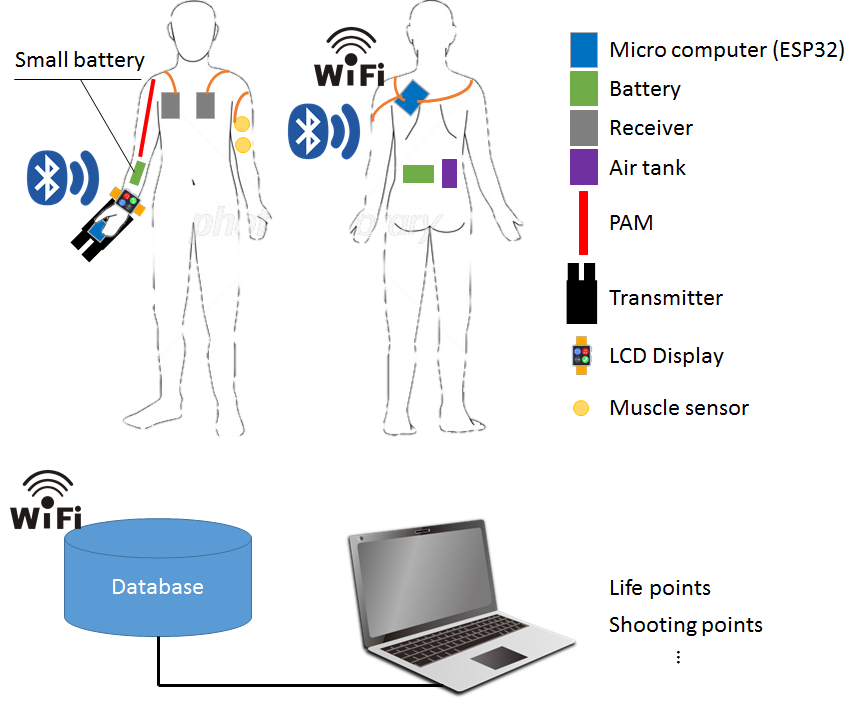 Small battery
WiFi
Micro computer (ESP32)
Battery
Receiver
Air tank
PAM
Transmitter
LCD Display
Muscle sensor
WiFi
Database
Life points
Shooting points
⋮